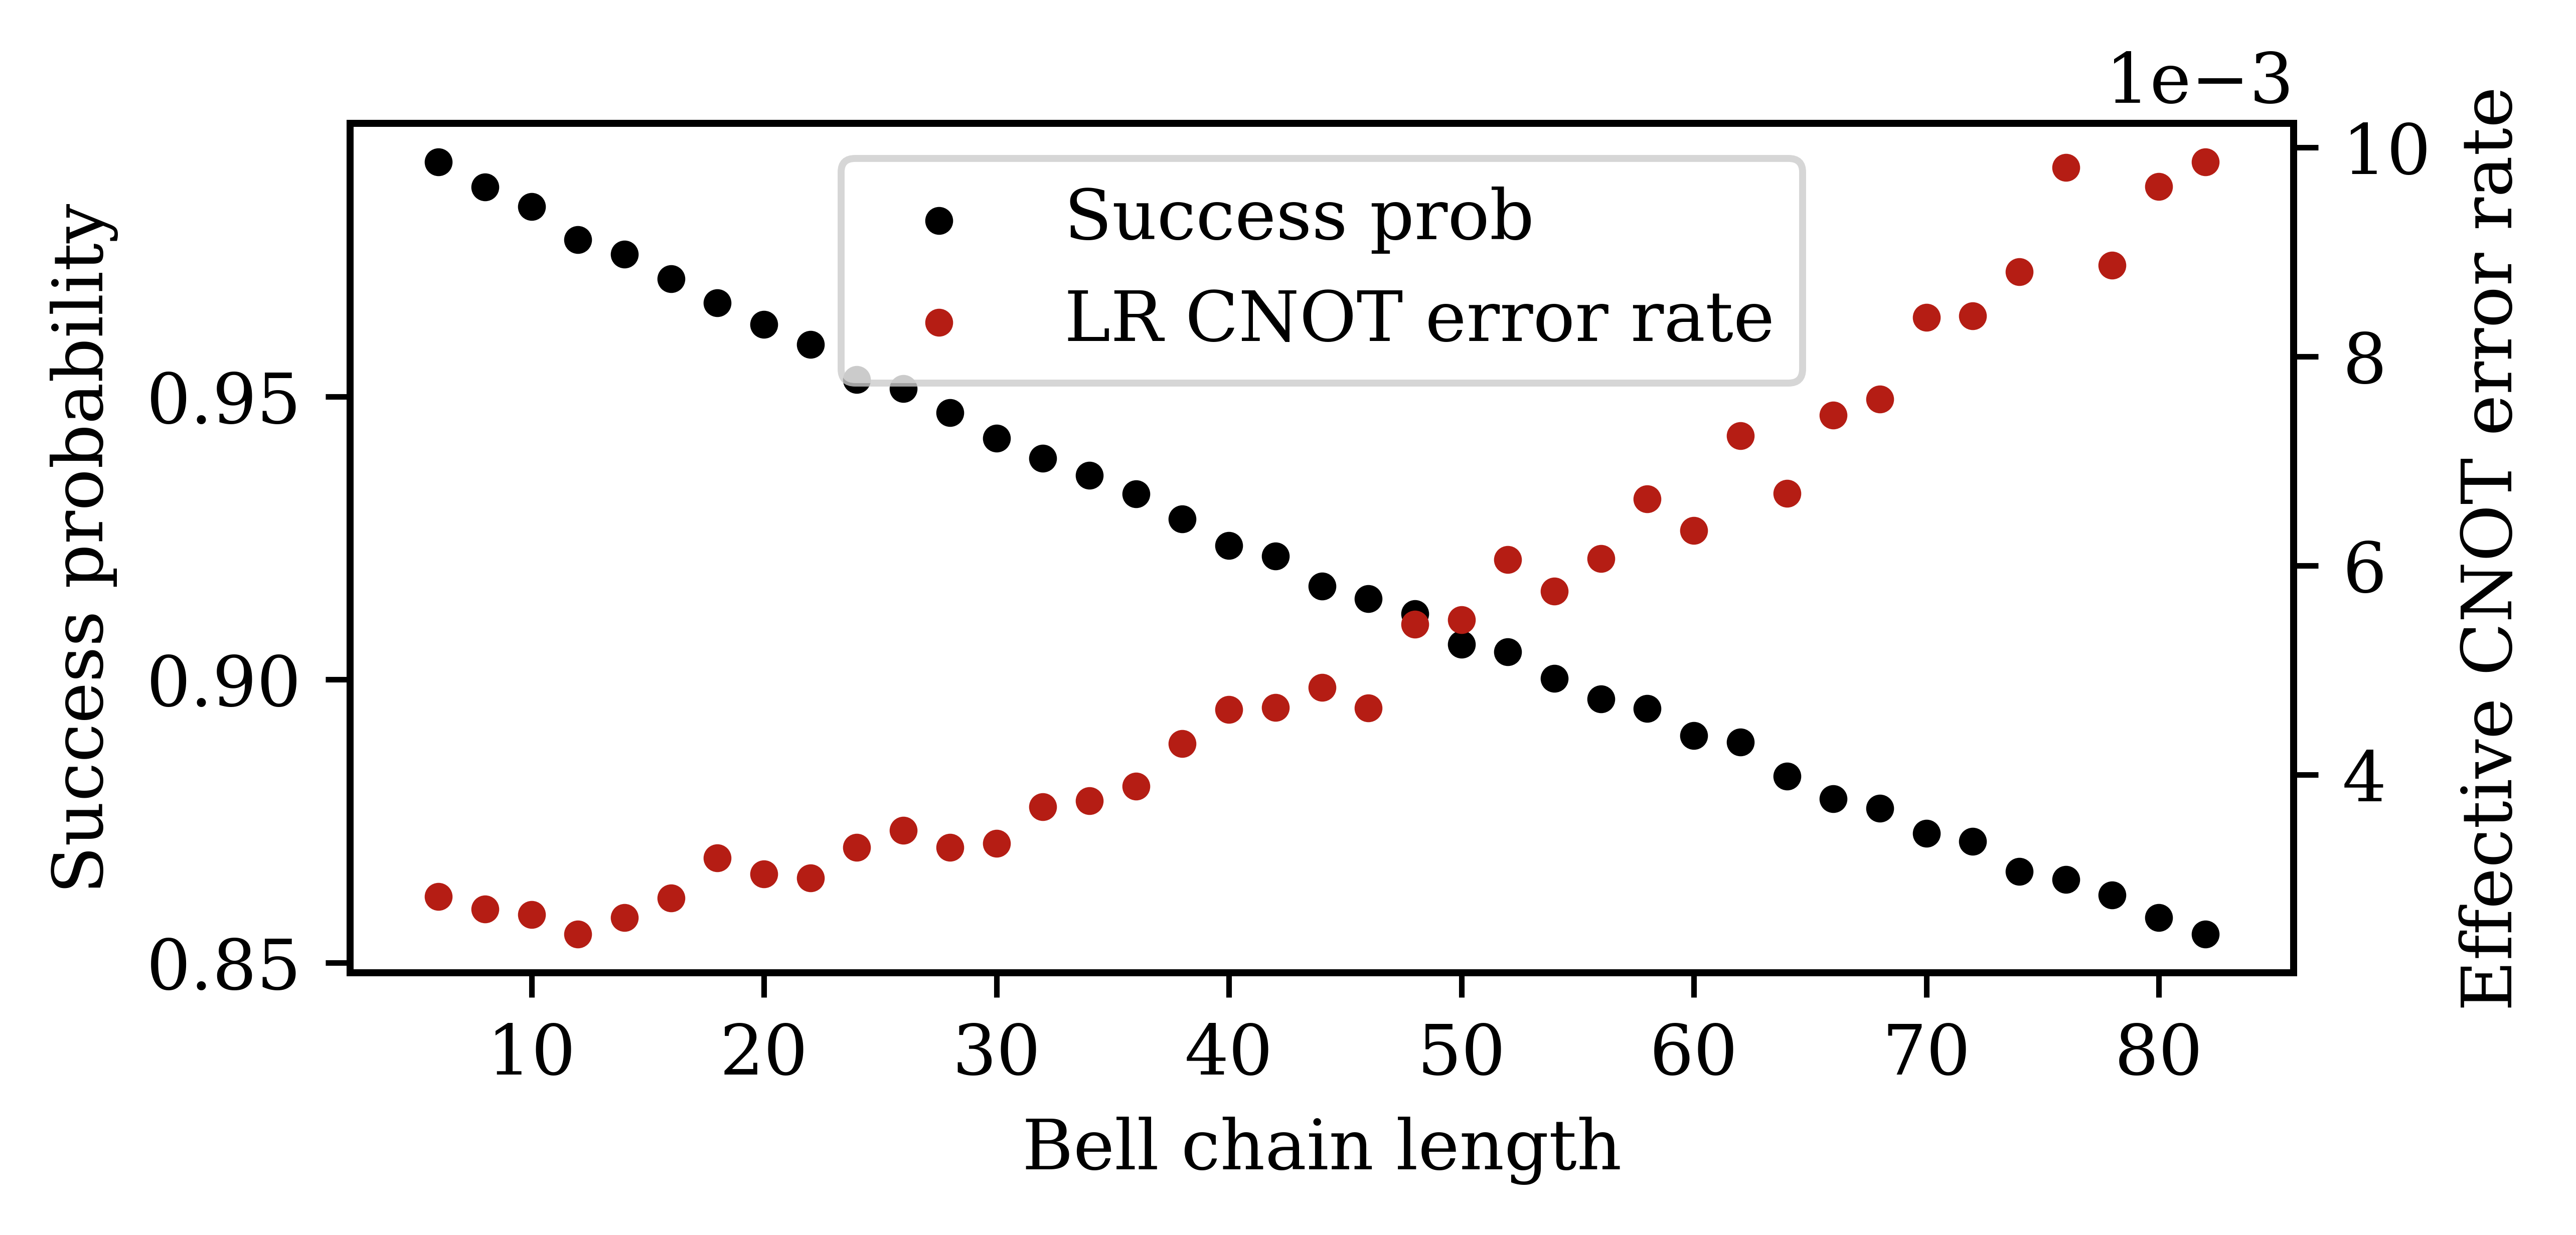 1e−3
Success probability
0.95
0.90
0.85
Success prob
LR CNOT error rate
10
8
6
4
Effective CNOT error rate
10 20 30 40 50 60 70 80
Bell chain length